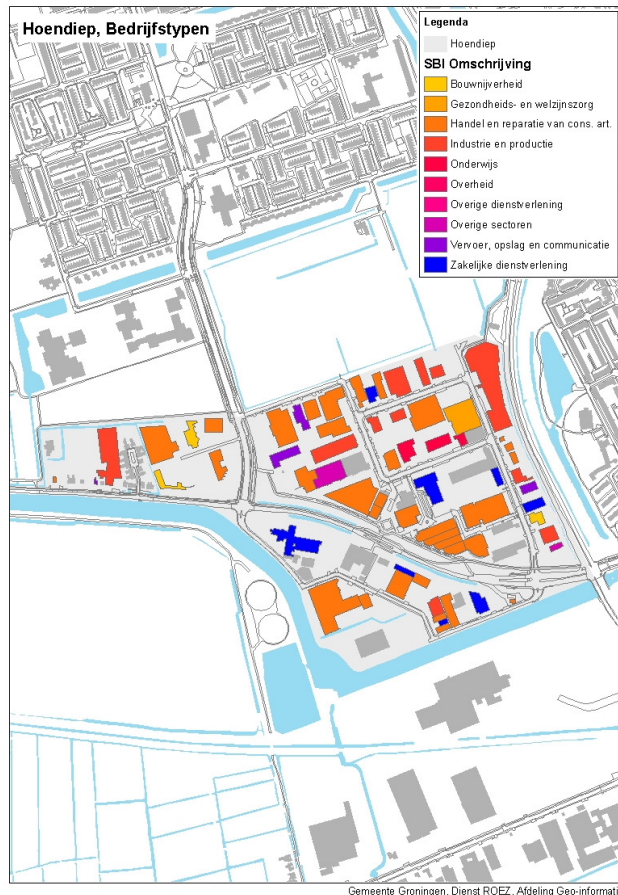 Hoendiep, Bedrijfstypen
Legenda
Hoendiep
SBI Omschrijving
Bouwnijverheid
Gezondheids- en welzijnszorg
Handel en reparatie van cons. art.
Industrie en productie
Onderwijs
Overheid
Overige dienstverlening
Overige sectoren
Vervoer, opslag en communicatie
Zakelijke dienstverlening
Gemeente Groningen, Dienst ROEZ, Afdeling Geo-informati